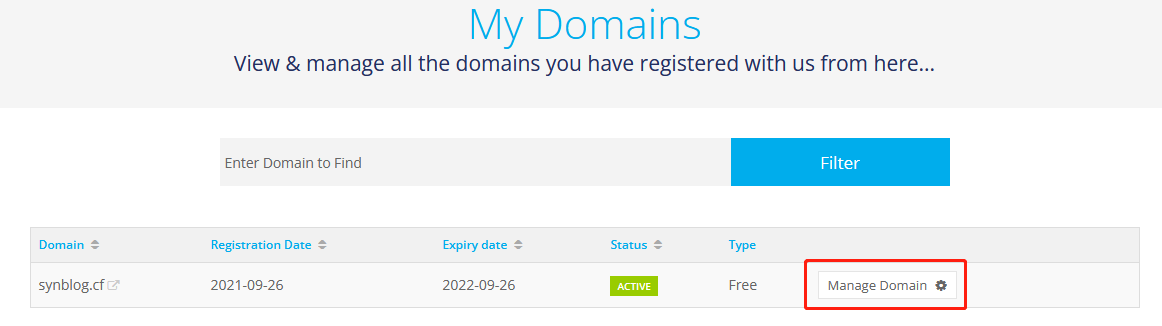 My Domains
View & manage all the domains you have registered with us from here...
Enter Domain to Find
Filter
Domain Registration Date Expiry date Status Type
synblog.cf 2021-09-26 2022-09-26 ACTIVE Free Manage Domain